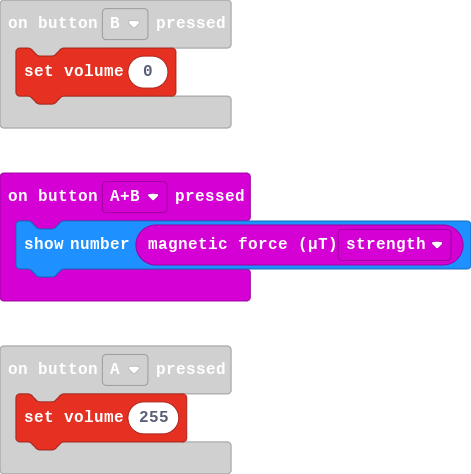 on button B pressed
set volume 0
on button A+B pressed
show number magnetic force (µT) strength
on button A pressed
set volume 255